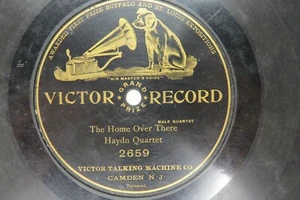 AWARDED FIRST PRIZE BUFFALO AND ST. LOUIS EXPOSITIONS
"HIS MASTER'S VOICE"
VICTOR GRAND PRIZE RECORD
MALE QUARTET
The Home Over There
Haydn Quartet
2659
VICTOR TALKING MACHINE CO
CAMDEN N J